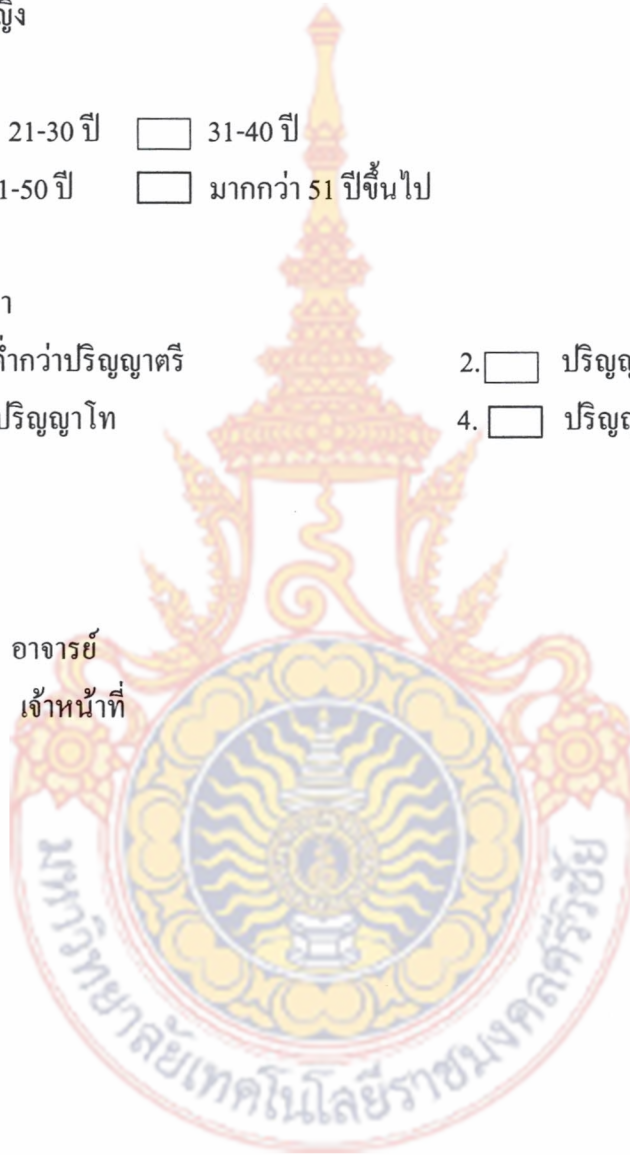 ญิง
21-30 ปี 31-40 ปี
1-50 ปี มากกว่า 51 ปีขึ้นไป
า
ต่ำกว่าปริญญาตรี 2. ปริญญ
ปริญญาโท 4. ปริญญ
อาจารย์
เจ้าหน้าที่
มหาวิทยาลัยเทคโนโลยีราชมงคลศรีวิชัย